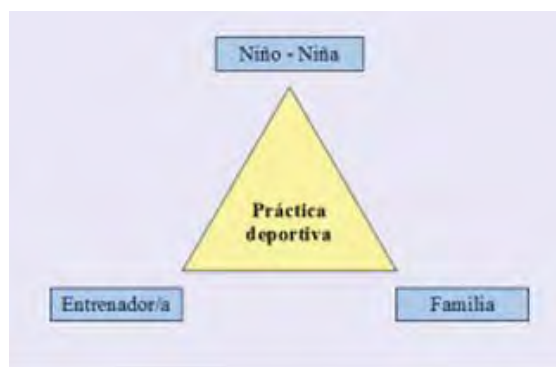 Niño - Niña
Práctica
deportiva
Entrenador/a
Familia